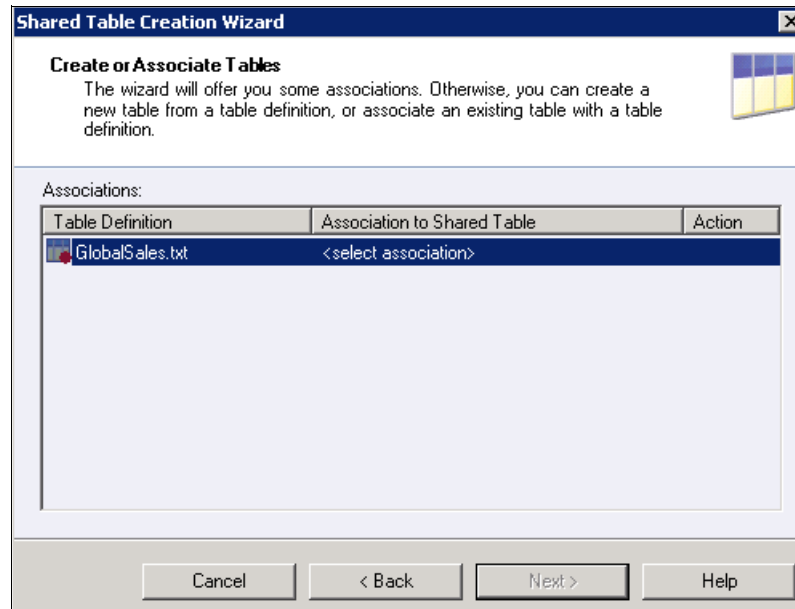 Shared Table Creation Wizard
Create or Associate Tables
The wizard will offer you some associations. Otherwise, you can create a
new table from a table definition, or associate an existing table with a table
definition.
Associations:
Table Definition Association to Shared Table Action
GlobalSales.txt <select association>
Cancel < Back Next > Help